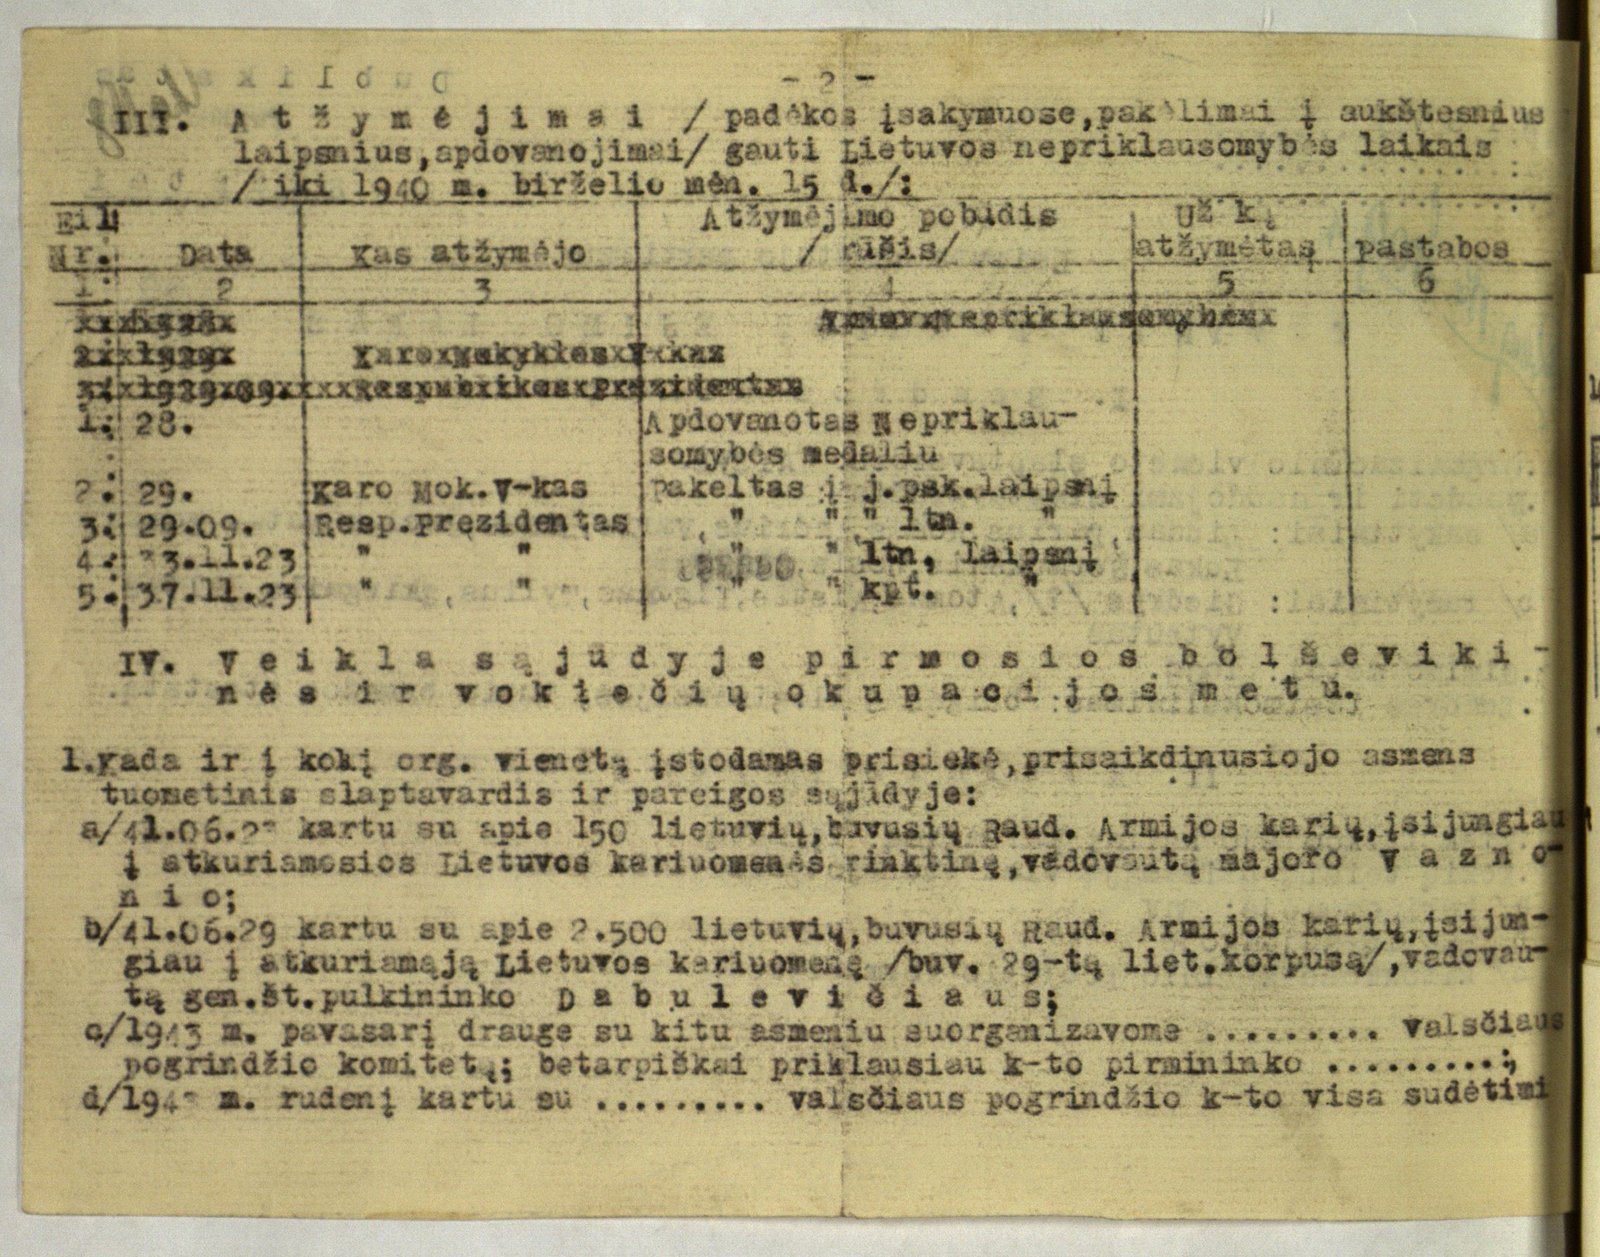 - 2 -
III. A t ž y m ė j i m a i / padėkos įsakymuose,pakėlimai į aukštesnius
laipsnius,apdovanojimai/ gauti Lietuvos nepriklausomybės laikais
/ iki 1940 m. birželio mėn. 15 d./:
Eil. Atžymėjimo pobūdis Už ką
Nr. Data Kas atžymėjo / rūšis/ atžymėtas pastabos
1 2 3 4 5 6
1. 28. Apdovanotas Nepriklau-
somybės medaliu
2. 29. Karo Mok.V-kas Pakeltas į j.psk.laipsnį
3. 29.09. Resp.Prezidentas " " " ltn. "
4. 33.11.23 " " " " ltn. laipsnį
5. 37.11.23 " " " " kpt. "
IV. V e i k l a s ą j ū d y j e p i r m o s i o s b o l š e v i k i -
n ė s i r v o k i e č i ų o k u p a c i j o s m e t u.
1.Kada ir į kokį org. vienetą įstodamas prisiekė,prisaikdinusiojo asmens
tuometinis slaptavardis ir pareigos sąjūdyje:
a/41.06. kartu su apie 150 lietuvių,buvusių Raud. Armijos karių,įsijungiau
į atkuriamosios Lietuvos kariuomenės rinktinę,vadovautą majoro V a z n o-
n i o;
b/41.06.29 kartu su apie 2.500 lietuvių,buvusių Raud. Armijos karių,įsijun-
giau į atkuriamąją Lietuvos kariuomenę /buv. 29-tą liet.korpusą/,vadovau-
tą gen.št.pulkininko D a b u l e v i č i a u s;
c/1943 m. pavasarį drauge su kitu asmeniu suorganizavome ......... valsčiaus
pogrindžio komitetą; betarpiškai priklausiau k-to pirmininko .........;
d/194 m. rudenį kartu su ......... valsčiaus pogrindžio k-to visa sudėtimi